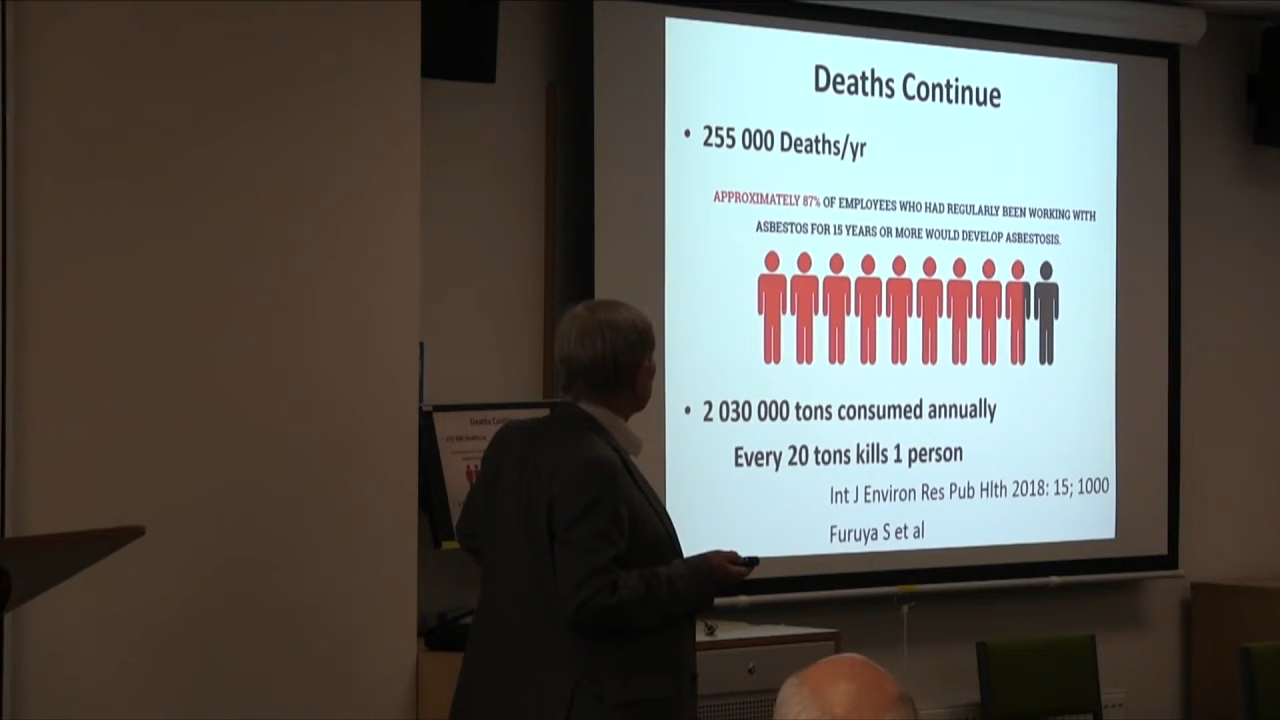 Deaths Continue
• 255 000 Deaths/yr
APPROXIMATELY 87% OF EMPLOYEES WHO HAD REGULARLY BEEN WORKING WITH
ASBESTOS FOR 15 YEARS OR MORE WOULD DEVELOP ASBESTOSIS.
• 2 030 000 tons consumed annually
Every 20 tons kills 1 person
Int J Environ Res Pub Hlth 2018: 15; 1000
Furuya S et al
Deaths Continue